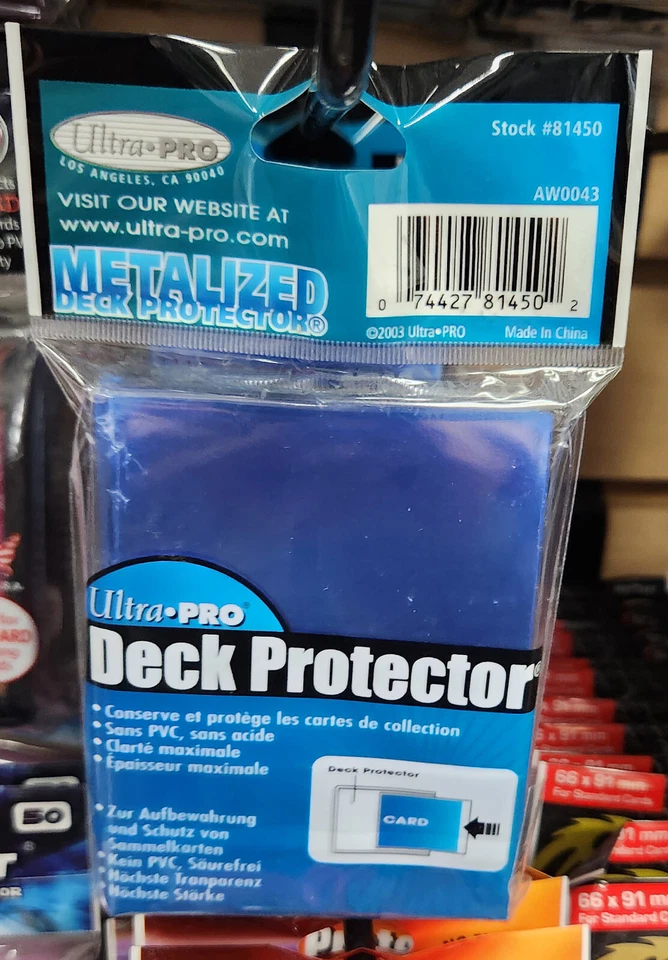 Ultra•PRO
LOS ANGELES, CA 90040
Stock #81450
VISIT OUR WEBSITE AT
www.ultra-pro.com
AW0043
METALIZED
DECK PROTECTOR®
0 74427 81450 2
©2003 Ultra•PRO Made In China
Ultra•PRO®
Deck Protector®
• Conserve et protège les cartes de collection
• Sans PVC, sans acide
• Clarté maximale
• Épaisseur maximale
Deck Protector
CARD
• Zur Aufbewahrung
und Schutz von
Sammelkarten
• Kein PVC, Säurefrei
• Höchste Tranparenz
• Höchste Stärke
50
66 x 91 mm
For Standard Cards
66 x 91 mm
For Standard C